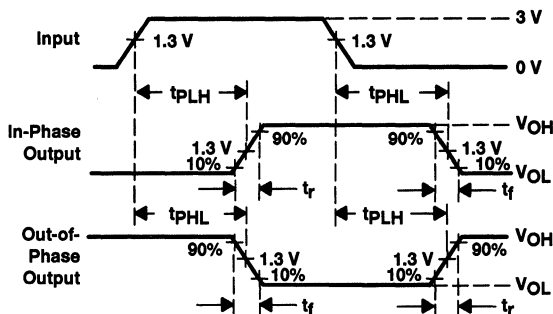 3 V
Input
1.3 V
1.3 V
0 V
tPLH
tPHL
VOH
In-Phase
Output
90%
90%
1.3 V
1.3 V
10%
10%
VOL
tr
tf
tPHL
tPLH
Out-of-
Phase
Output
VOH
90%
90%
1.3 V
1.3 V
10%
10%
VOL
tf
tr